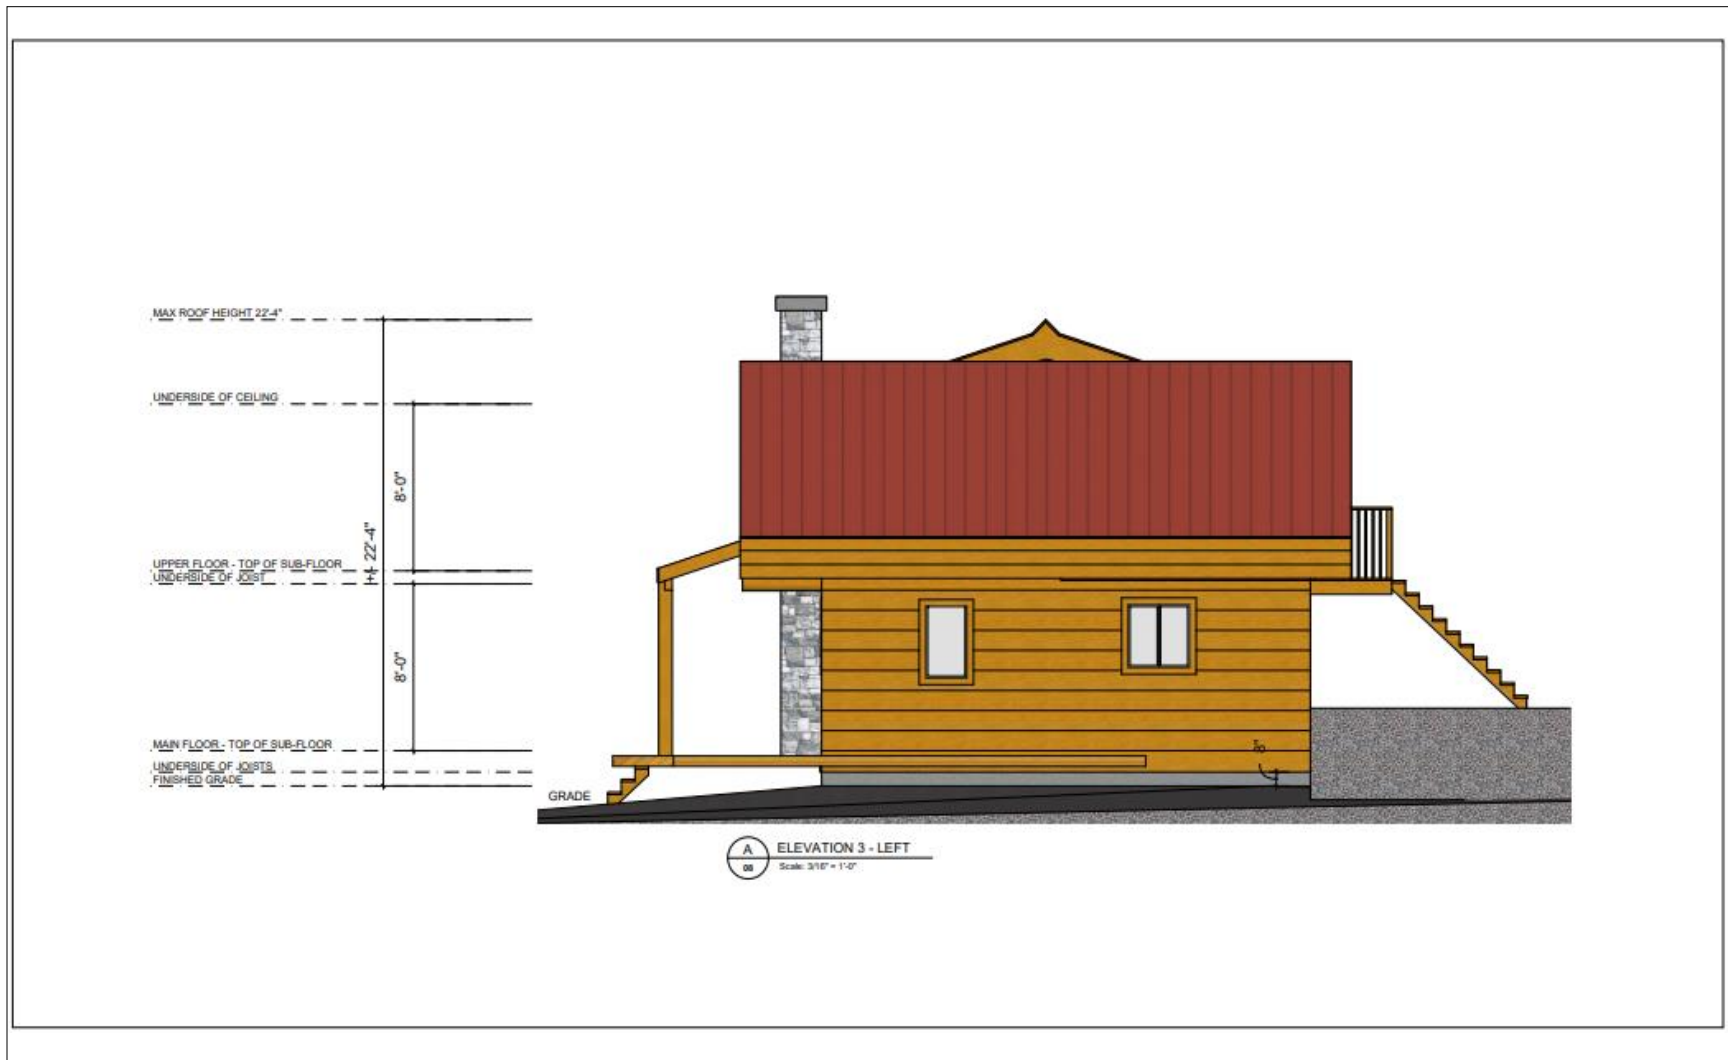 MAX ROOF HEIGHT 22'-4"
UNDERSIDE OF CEILING
8'-0"
+/- 22'-4"
UPPER FLOOR - TOP OF SUB-FLOOR
UNDERSIDE OF JOIST
8'-0"
MAIN FLOOR - TOP OF SUB-FLOOR
UNDERSIDE OF JOISTS
FINISHED GRADE
8"
GRADE
A
08
ELEVATION 3 - LEFT
Scale: 3/16" = 1'-0"